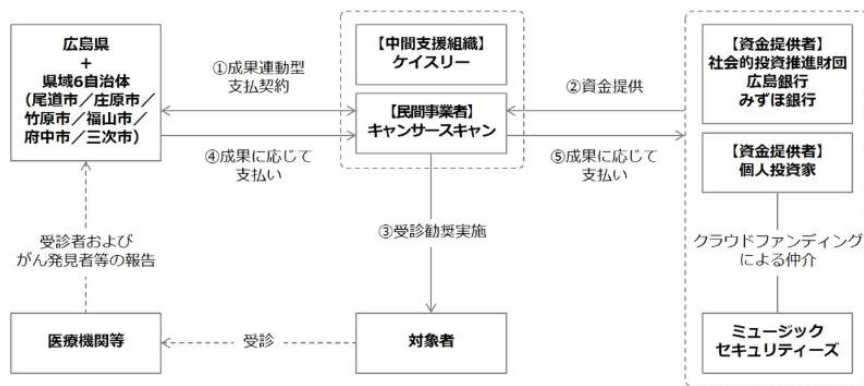 広島県
+
県域6自治体
（尾道市／庄原市／
竹原市／福山市／
府中市／三次市）
①成果連動型
支払契約
④成果に応じて
支払い
【中間支援組織】
ケイスリー
【民間事業者】
キャンサースキャン
②資金提供
⑤成果に応じて
支払い
【資金提供者】
社会的投資推進財団
広島銀行
みずほ銀行
【資金提供者】
個人投資家
受診者および
がん発見者等の報告
③受診勧奨実施
クラウドファンディング
による仲介
医療機関等
受診
対象者
ミュージック
セキュリティーズ